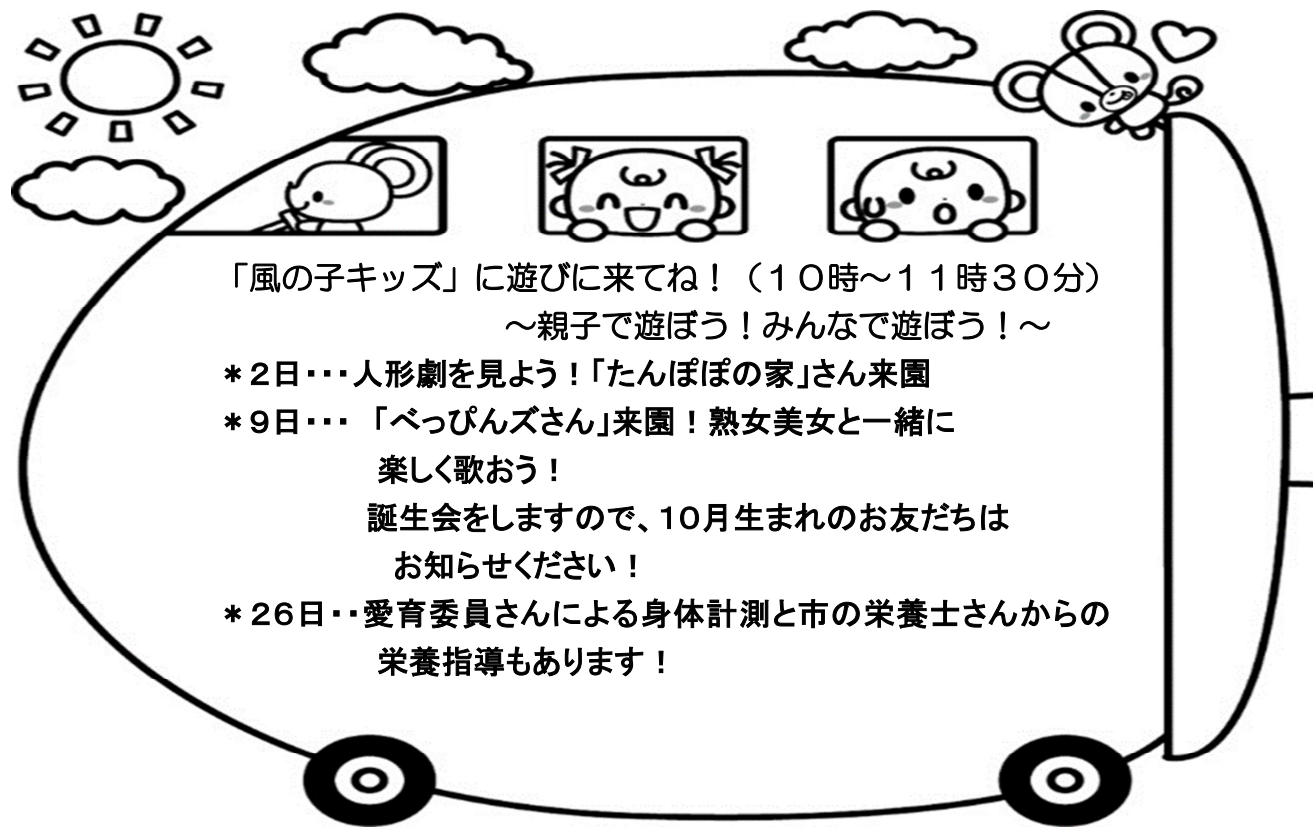 「風の子キッズ」に遊びに来てね！（１０時～１１時３０分）
～親子で遊ぼう！みんなで遊ぼう！～
＊２日・・・人形劇を見よう！「たんぽぽの家」さん来園
＊９日・・・「べっぴんズさん」来園！熟女美女と一緒に
楽しく歌おう！
誕生会をしますので、１０月生まれのお友だちは
お知らせください！
＊２６日・・愛育委員さんによる身体計測と市の栄養士さんからの
栄養指導もあります！